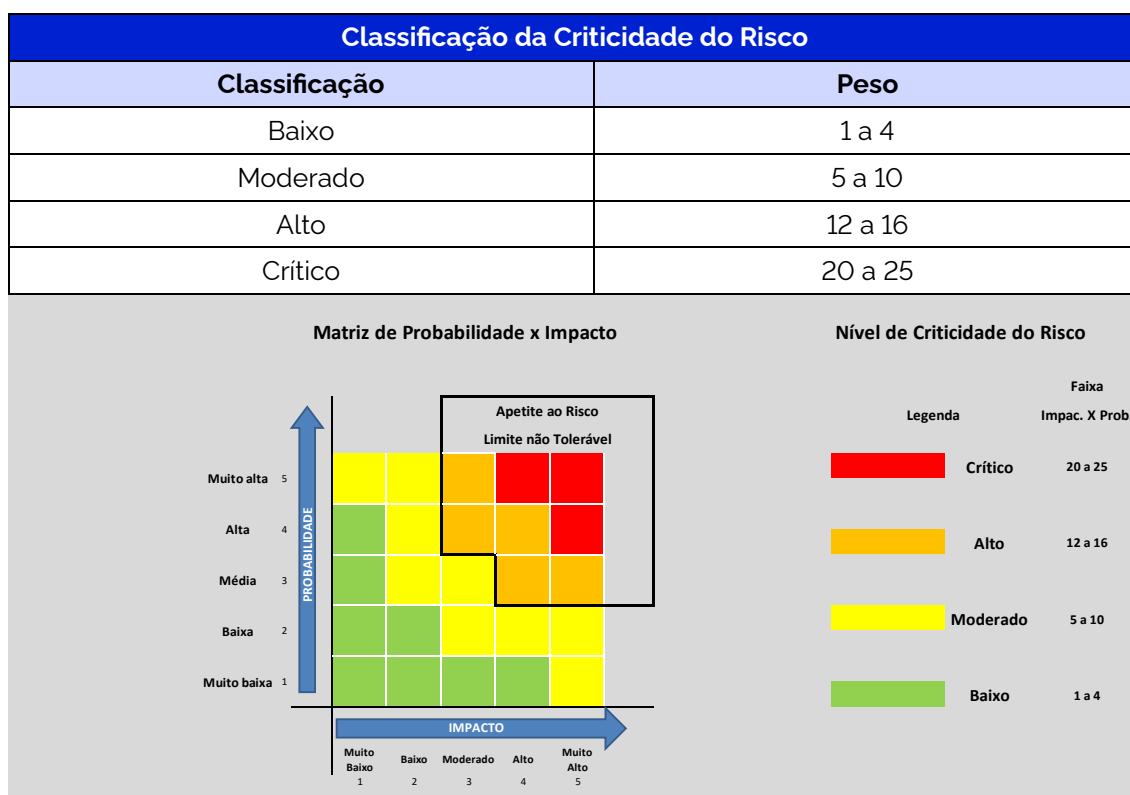 Classificação da Criticidade do Risco
Classificação Peso
Baixo 1 a 4
Moderado 5 a 10
Alto 12 a 16
Crítico 20 a 25
Matriz de Probabilidade x Impacto
Nível de Criticidade do Risco
Apetite ao Risco
Limite não Tolerável
Muito alta 5
Alta 4
Média 3
Baixa 2
Muito baixa 1
PROBABILIDADE
IMPACTO
Muito Baixo
Baixo
Moderado
Alto
Muito Alto
1 2 3 4 5
Faixa
Legenda Impac. X Prob.
Crítico 20 a 25
Alto 12 a 16
Moderado 5 a 10
Baixo 1 a 4